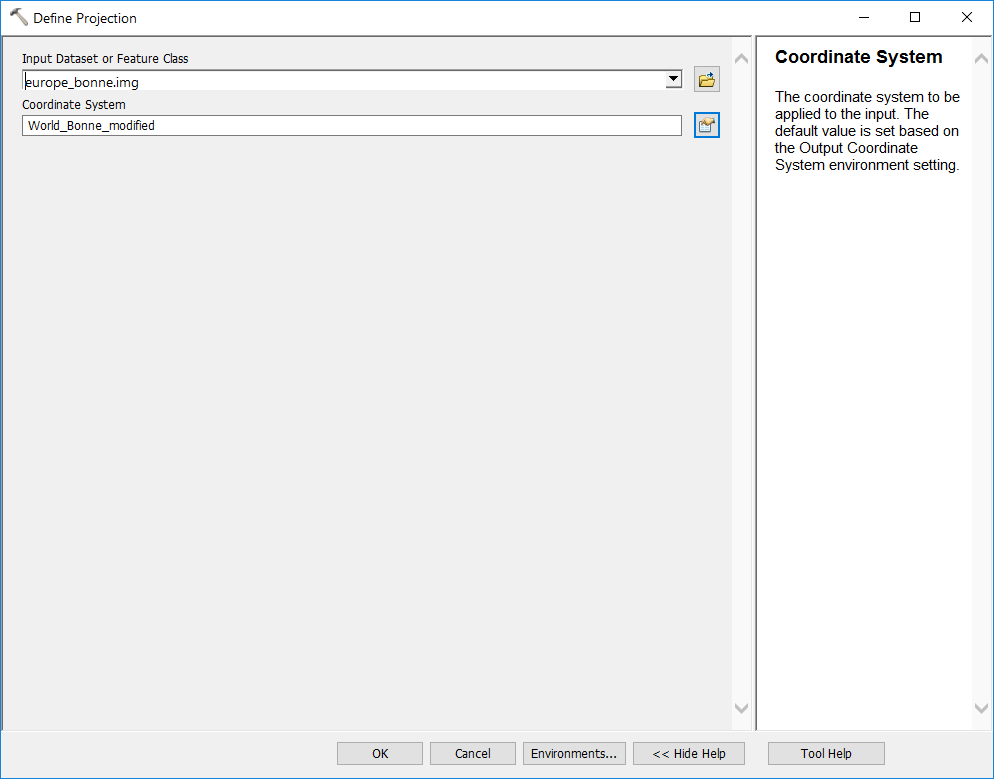 Define Projection
Input Dataset or Feature Class
europe_bonne.img
Coordinate System
World_Bonne_modified
Coordinate System
The coordinate system to be
applied to the input. The
default value is set based on
the Output Coordinate
System environment setting.
OK
Cancel
Environments...
<< Hide Help
Tool Help